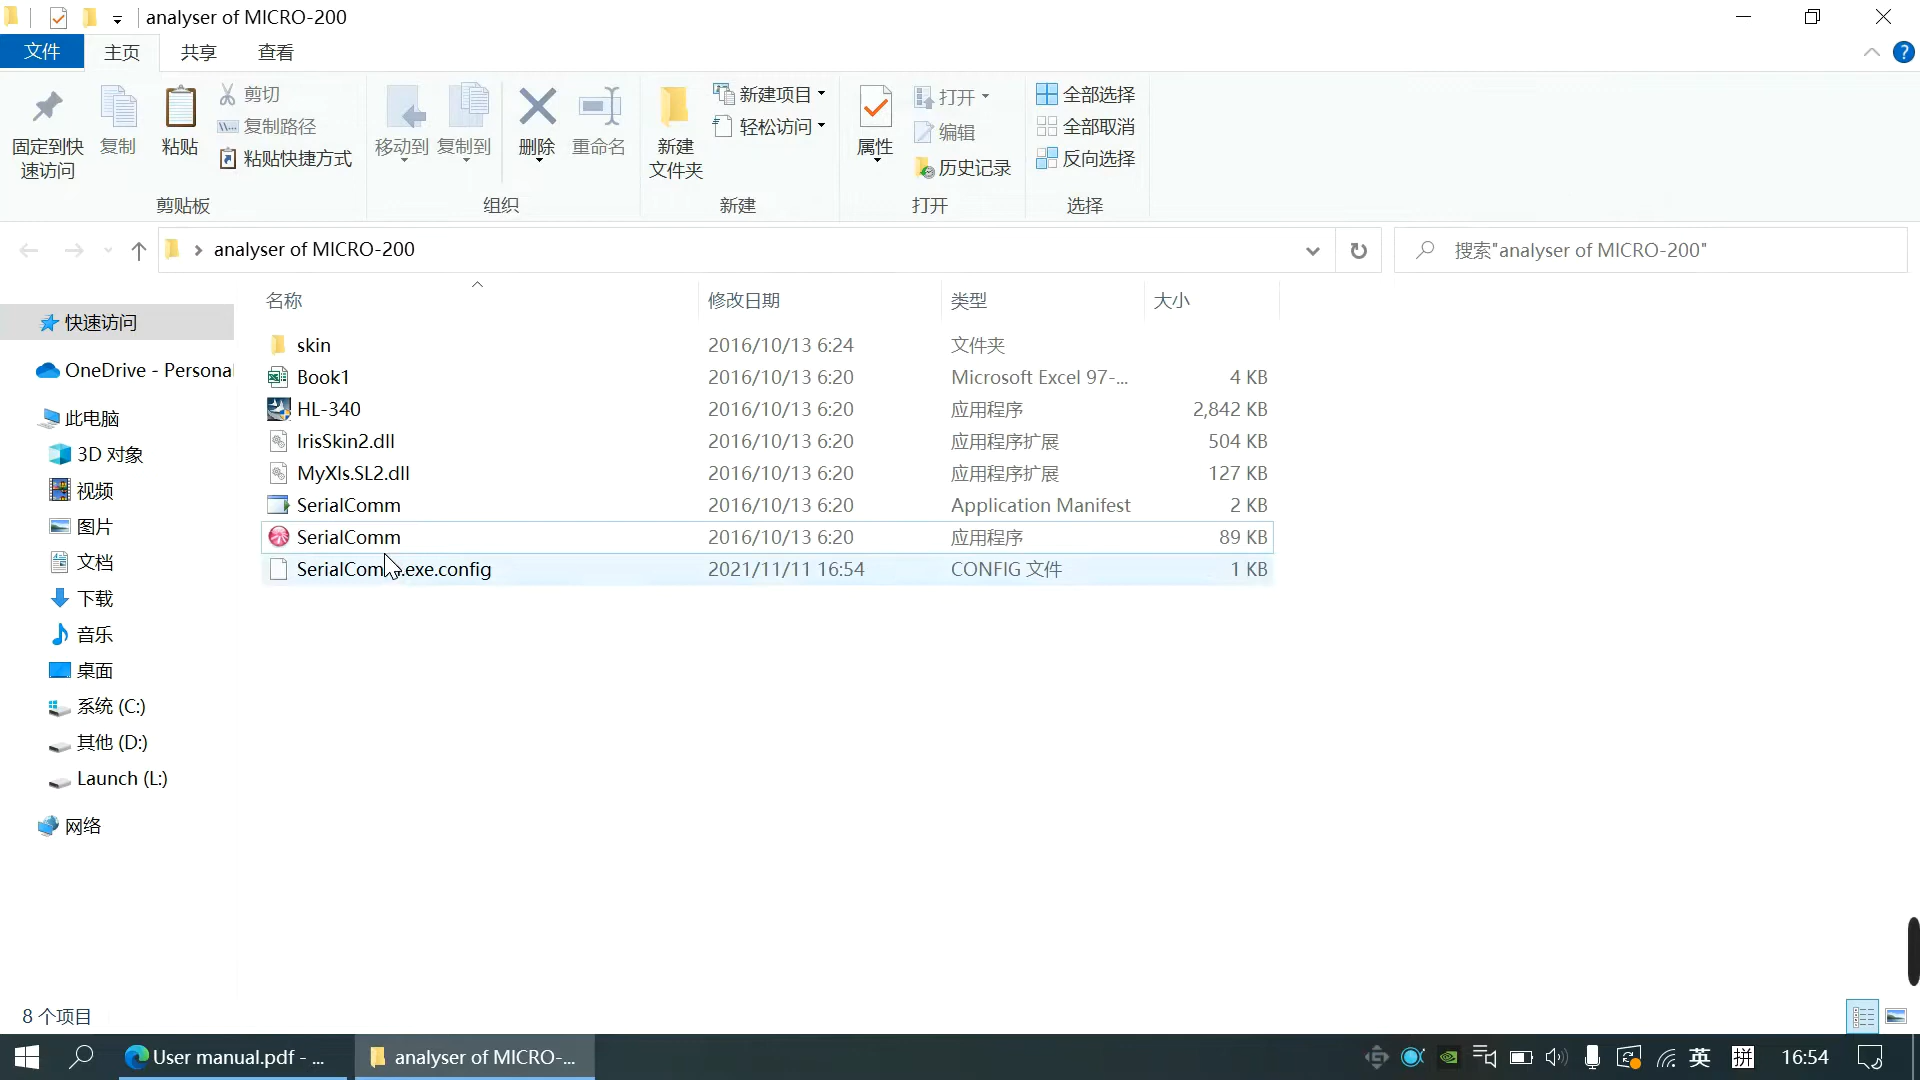 analyser of MICRO-200
文件 主页 共享 查看
固定到快
速访问
复制
粘贴
剪切
复制路径
粘贴快捷方式
剪贴板
移动到
复制到
删除
重命名
组织
新建
文件夹
新建项目
轻松访问
新建
属性
打开
编辑
历史记录
打开
全部选择
全部取消
反向选择
选择
analyser of MICRO-200
搜索"analyser of MICRO-200"
名称 修改日期 类型 大小
skin 2016/10/13 6:24 文件夹
Book1 2016/10/13 6:20 Microsoft Excel 97-... 4 KB
HL-340 2016/10/13 6:20 应用程序 2,842 KB
IrisSkin2.dll 2016/10/13 6:20 应用程序扩展 504 KB
MyXls.SL2.dll 2016/10/13 6:20 应用程序扩展 127 KB
SerialComm 2016/10/13 6:20 Application Manifest 2 KB
SerialComm 2016/10/13 6:20 应用程序 89 KB
SerialComm.exe.config 2021/11/11 16:54 CONFIG 文件 1 KB
快速访问
OneDrive - Personal
此电脑
3D 对象
视频
图片
文档
下载
音乐
桌面
系统 (C:)
其他 (D:)
Launch (L:)
网络
8 个项目
User manual.pdf - ...
analyser of MICRO-...
英
拼
16:54